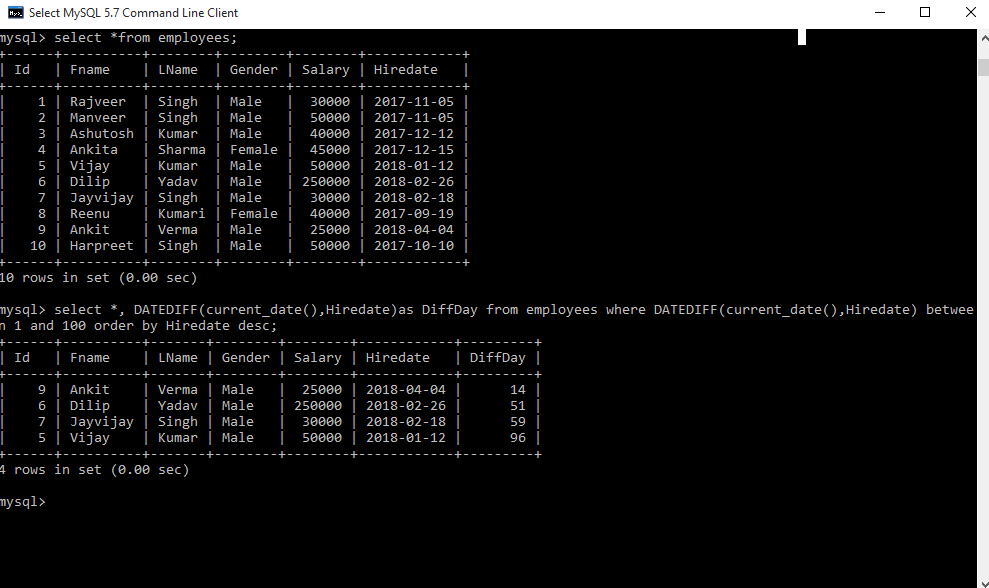 Select MySQL 5.7 Command Line Client
mysql> select *from employees;
+------+----------+--------+--------+--------+------------+
| Id   | Fname    | LName  | Gender | Salary | Hiredate   |
+------+----------+--------+--------+--------+------------+
|    1 | Rajveer  | Singh  | Male   |  30000 | 2017-11-05 |
|    2 | Manveer  | Singh  | Male   |  50000 | 2017-11-05 |
|    3 | Ashutosh | Kumar  | Male   |  40000 | 2017-12-12 |
|    4 | Ankita   | Sharma | Female |  45000 | 2017-12-15 |
|    5 | Vijay    | Kumar  | Male   |  50000 | 2018-01-12 |
|    6 | Dilip    | Yadav  | Male   | 250000 | 2018-02-26 |
|    7 | Jayvijay | Singh  | Male   |  30000 | 2018-02-18 |
|    8 | Reenu    | Kumari | Female |  40000 | 2017-09-19 |
|    9 | Ankit    | Verma  | Male   |  25000 | 2018-04-04 |
|   10 | Harpreet | Singh  | Male   |  50000 | 2017-10-10 |
+------+----------+--------+--------+--------+------------+
10 rows in set (0.00 sec)
mysql> select *, DATEDIFF(current_date(),Hiredate)as DiffDay from employees where DATEDIFF(current_date(),Hiredate) betwee
n 1 and 100 order by Hiredate desc;
+------+----------+-------+--------+--------+------------+---------+
| Id   | Fname    | LName | Gender | Salary | Hiredate   | DiffDay |
+------+----------+-------+--------+--------+------------+---------+
|    9 | Ankit    | Verma | Male   |  25000 | 2018-04-04 |      14 |
|    6 | Dilip    | Yadav | Male   | 250000 | 2018-02-26 |      51 |
|    7 | Jayvijay | Singh | Male   |  30000 | 2018-02-18 |      59 |
|    5 | Vijay    | Kumar | Male   |  50000 | 2018-01-12 |      96 |
+------+----------+-------+--------+--------+------------+---------+
4 rows in set (0.00 sec)
mysql>